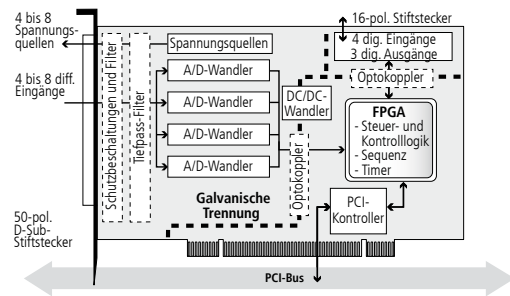 4 bis 8
Spannungs-
quellen
4 bis 8 diff.
Eingänge
50-pol.
D-Sub-
Stiftstecker
Schutzbeschaltungen und Filter
Tiefpass-Filter
Spannungsquellen
A/D-Wandler
A/D-Wandler
A/D-Wandler
A/D-Wandler
Galvanische
Trennung
Optokoppler
DC/DC-
Wandler
16-pol. Stiftstecker
4 dig. Eingänge
3 dig. Ausgänge
Optokoppler
FPGA
- Steuer- und
Kontrolllogik
- Sequenz
- Timer
PCI-
Kontroller
PCI-Bus